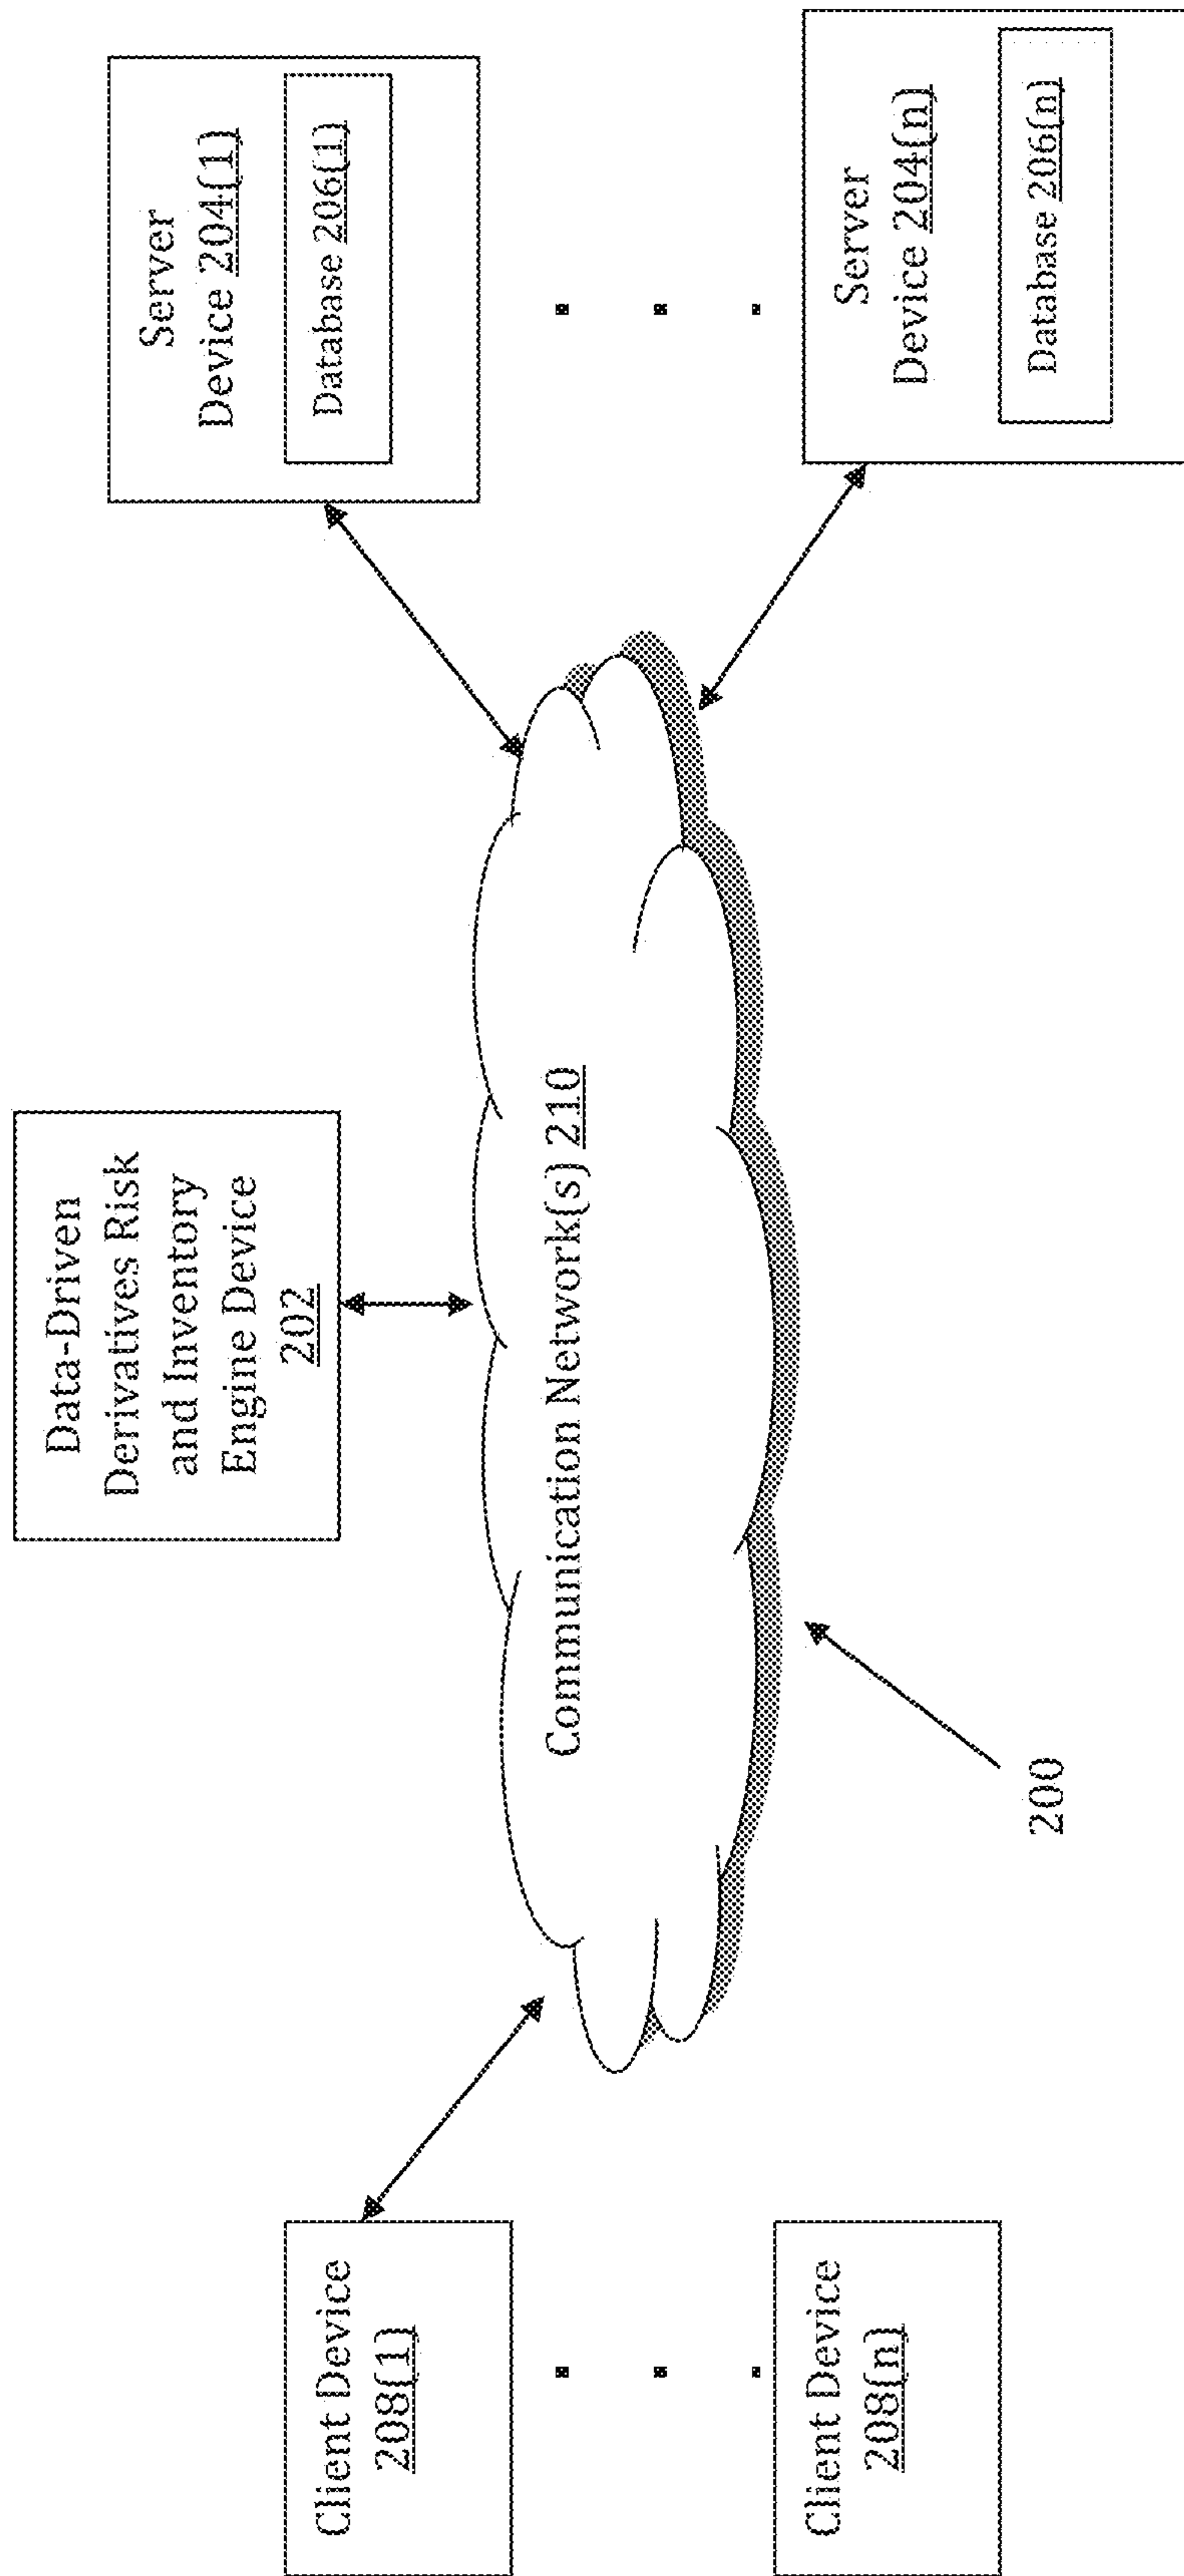 Data-Driven
Derivatives Risk
and Inventory
Engine Device
202
Server
Device 204(1)
Database 206(1)
Client Device
208(1)
Communication Network(s) 210
Client Device
208(n)
Server
Device 204(n)
Database 206(n)
200